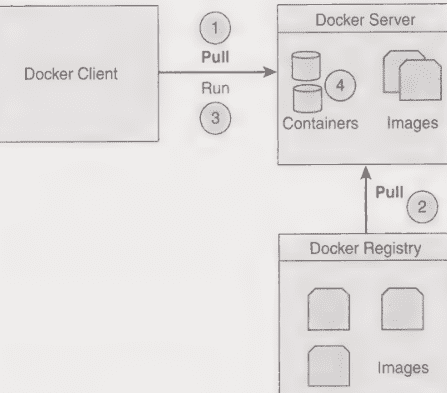 1
Pull
Docker Client
Run
3
Docker Server
4
Containers
Images
Pull
2
Docker Registry
Images